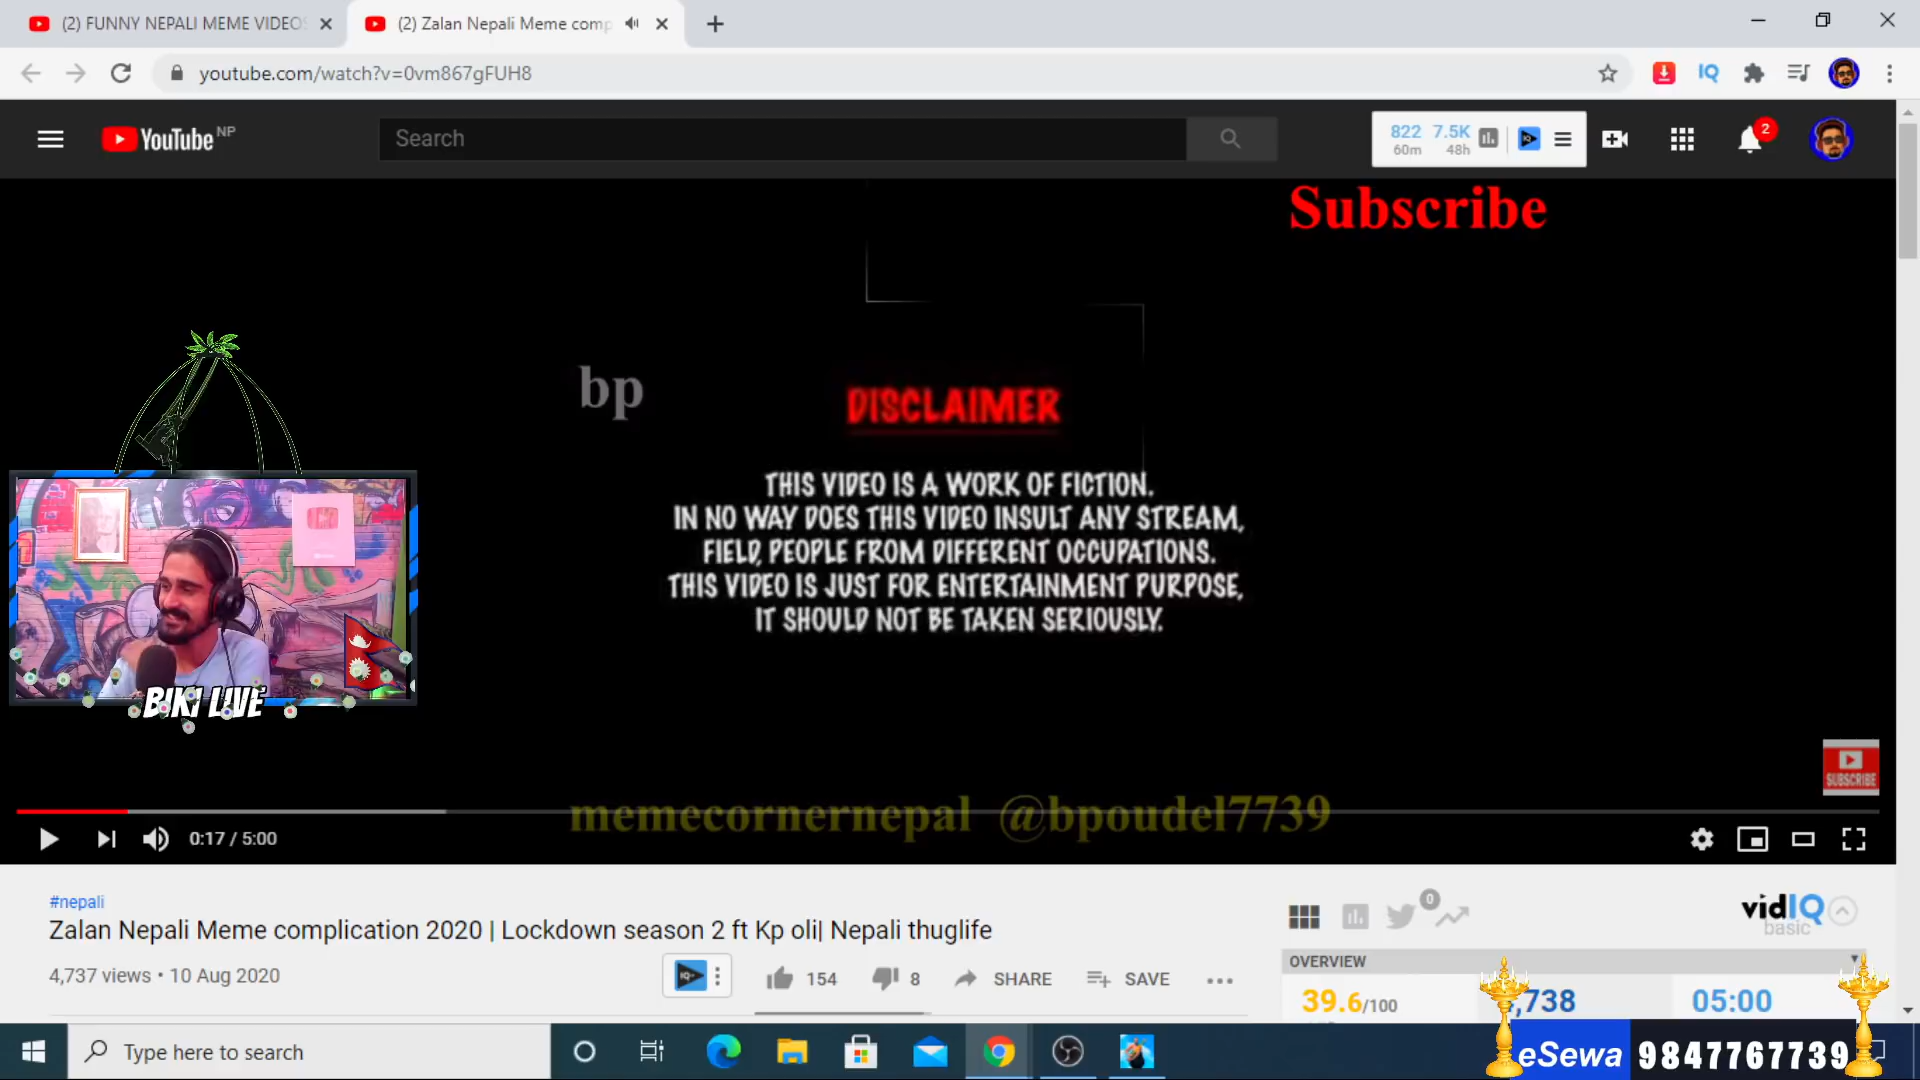 (2) FUNNY NEPALI MEME VIDEOS
(2) Zalan Nepali Meme comp
youtube.com/watch?v=0vm867gFUH8
YouTube NP
Search
822 7.5K
60m 48h
2
Subscribe
bp
DISCLAIMER
THIS VIDEO IS A WORK OF FICTION.
IN NO WAY DOES THIS VIDEO INSULT ANY STREAM,
FIELD, PEOPLE FROM DIFFERENT OCCUPATIONS.
THIS VIDEO IS JUST FOR ENTERTAINMENT PURPOSE,
IT SHOULD NOT BE TAKEN SERIOUSLY.
BIKI LIVE
SUBSCRIBE
memecornernepal @bpoudel7739
0:17 / 5:00
#nepali
Zalan Nepali Meme complication 2020 | Lockdown season 2 ft Kp oli| Nepali thuglife
4,737 views • 10 Aug 2020
IQ
154
8
SHARE
SAVE
0
vidIQ
basic
OVERVIEW
39.6/100
,738
05:00
Type here to search
eSewa 9847767739